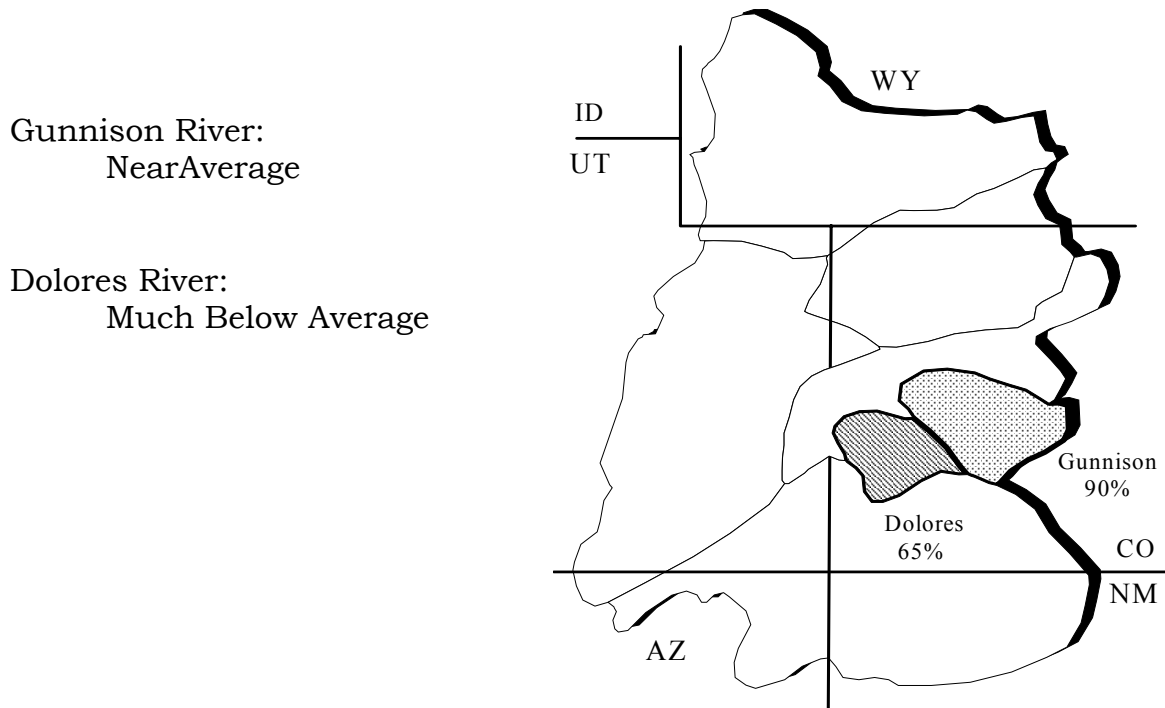 Gunnison River:
NearAverage
Dolores River:
Much Below Average
WY
ID
UT
Gunnison
90%
Dolores
65%
CO
NM
AZ